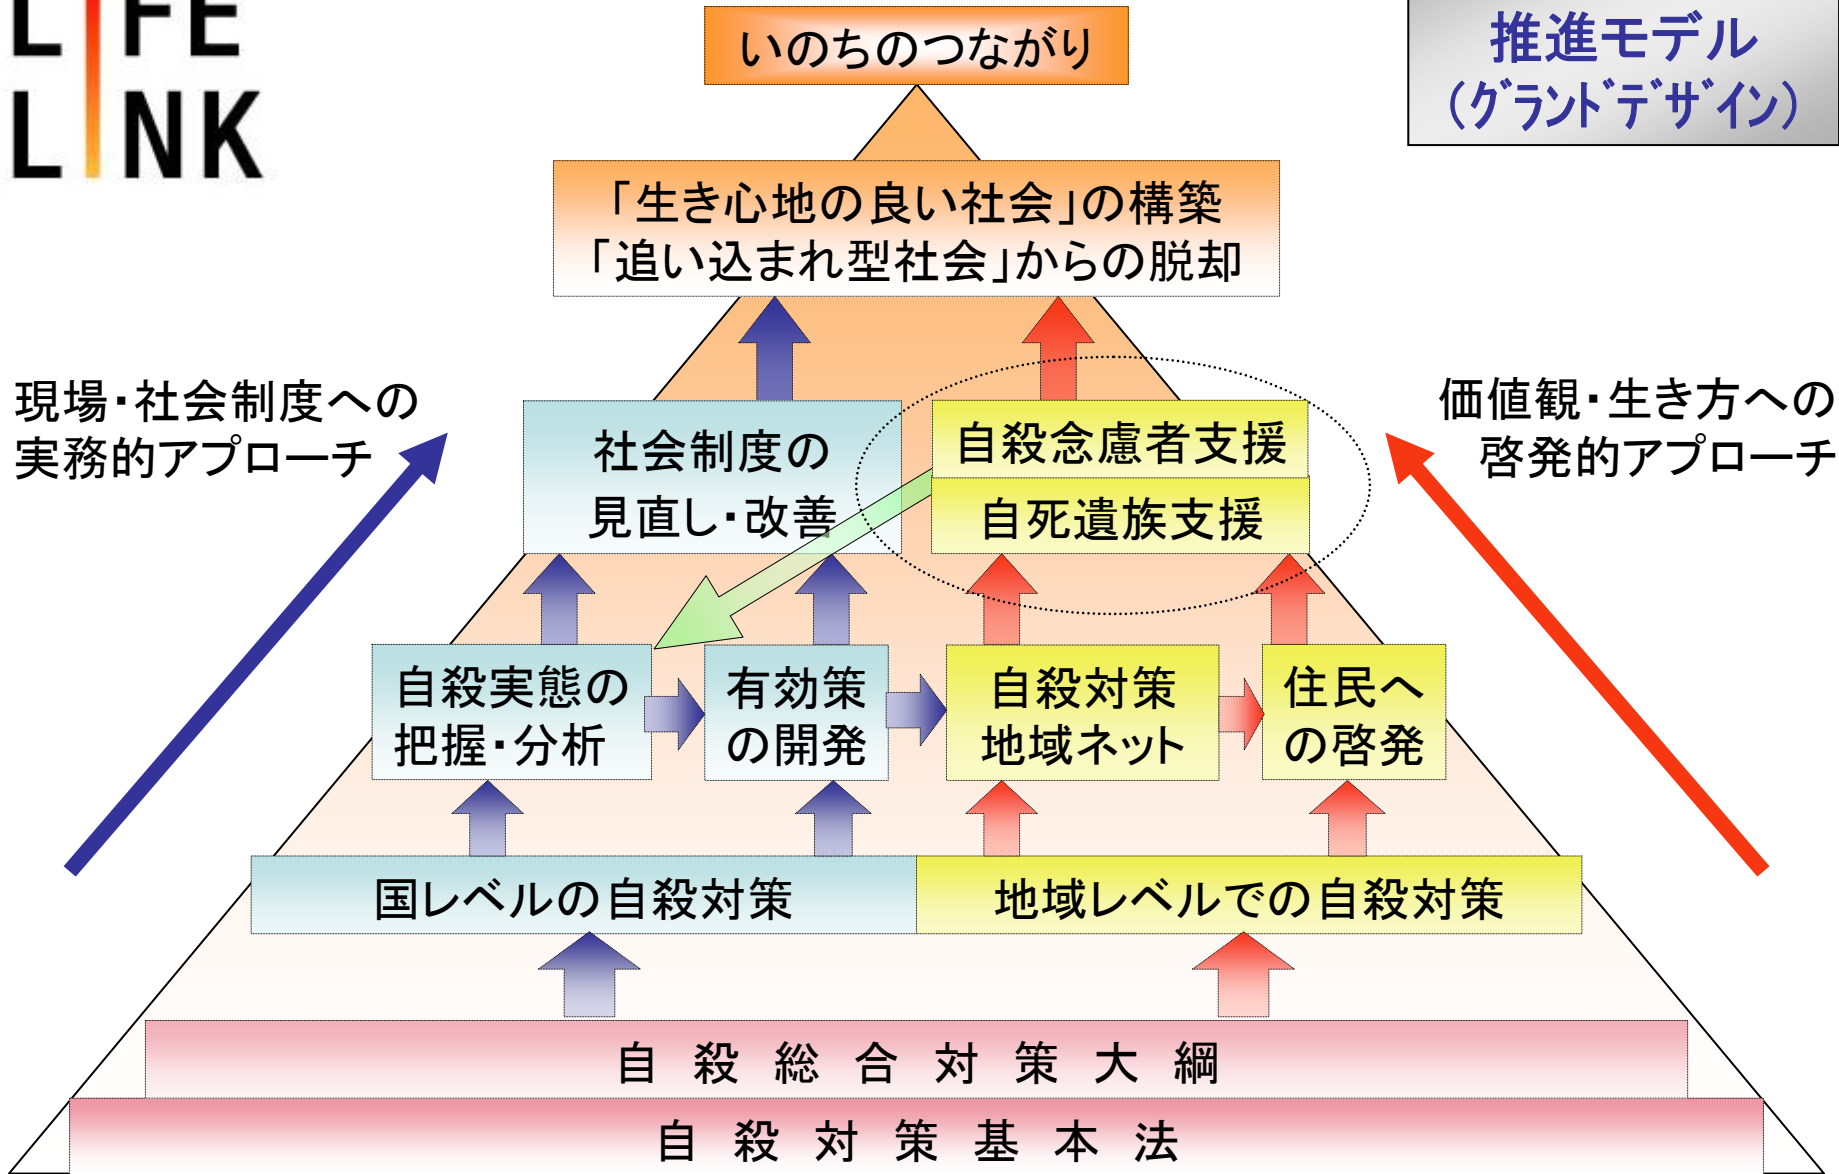 LIFE
LINK
推進モデル
(ｸﾞﾗﾝﾄﾞﾃﾞｻﾞｲﾝ)
いのちのつながり
「生き心地の良い社会」の構築
「追い込まれ型社会」からの脱却
現場・社会制度への
実務的アプローチ
価値観・生き方への
啓発的アプローチ
社会制度の
見直し・改善
自殺念慮者支援
自死遺族支援
自殺実態の
把握・分析
有効策
の開発
自殺対策
地域ネット
住民へ
の啓発
国レベルの自殺対策
地域レベルでの自殺対策
自殺総合対策大綱
自殺対策基本法